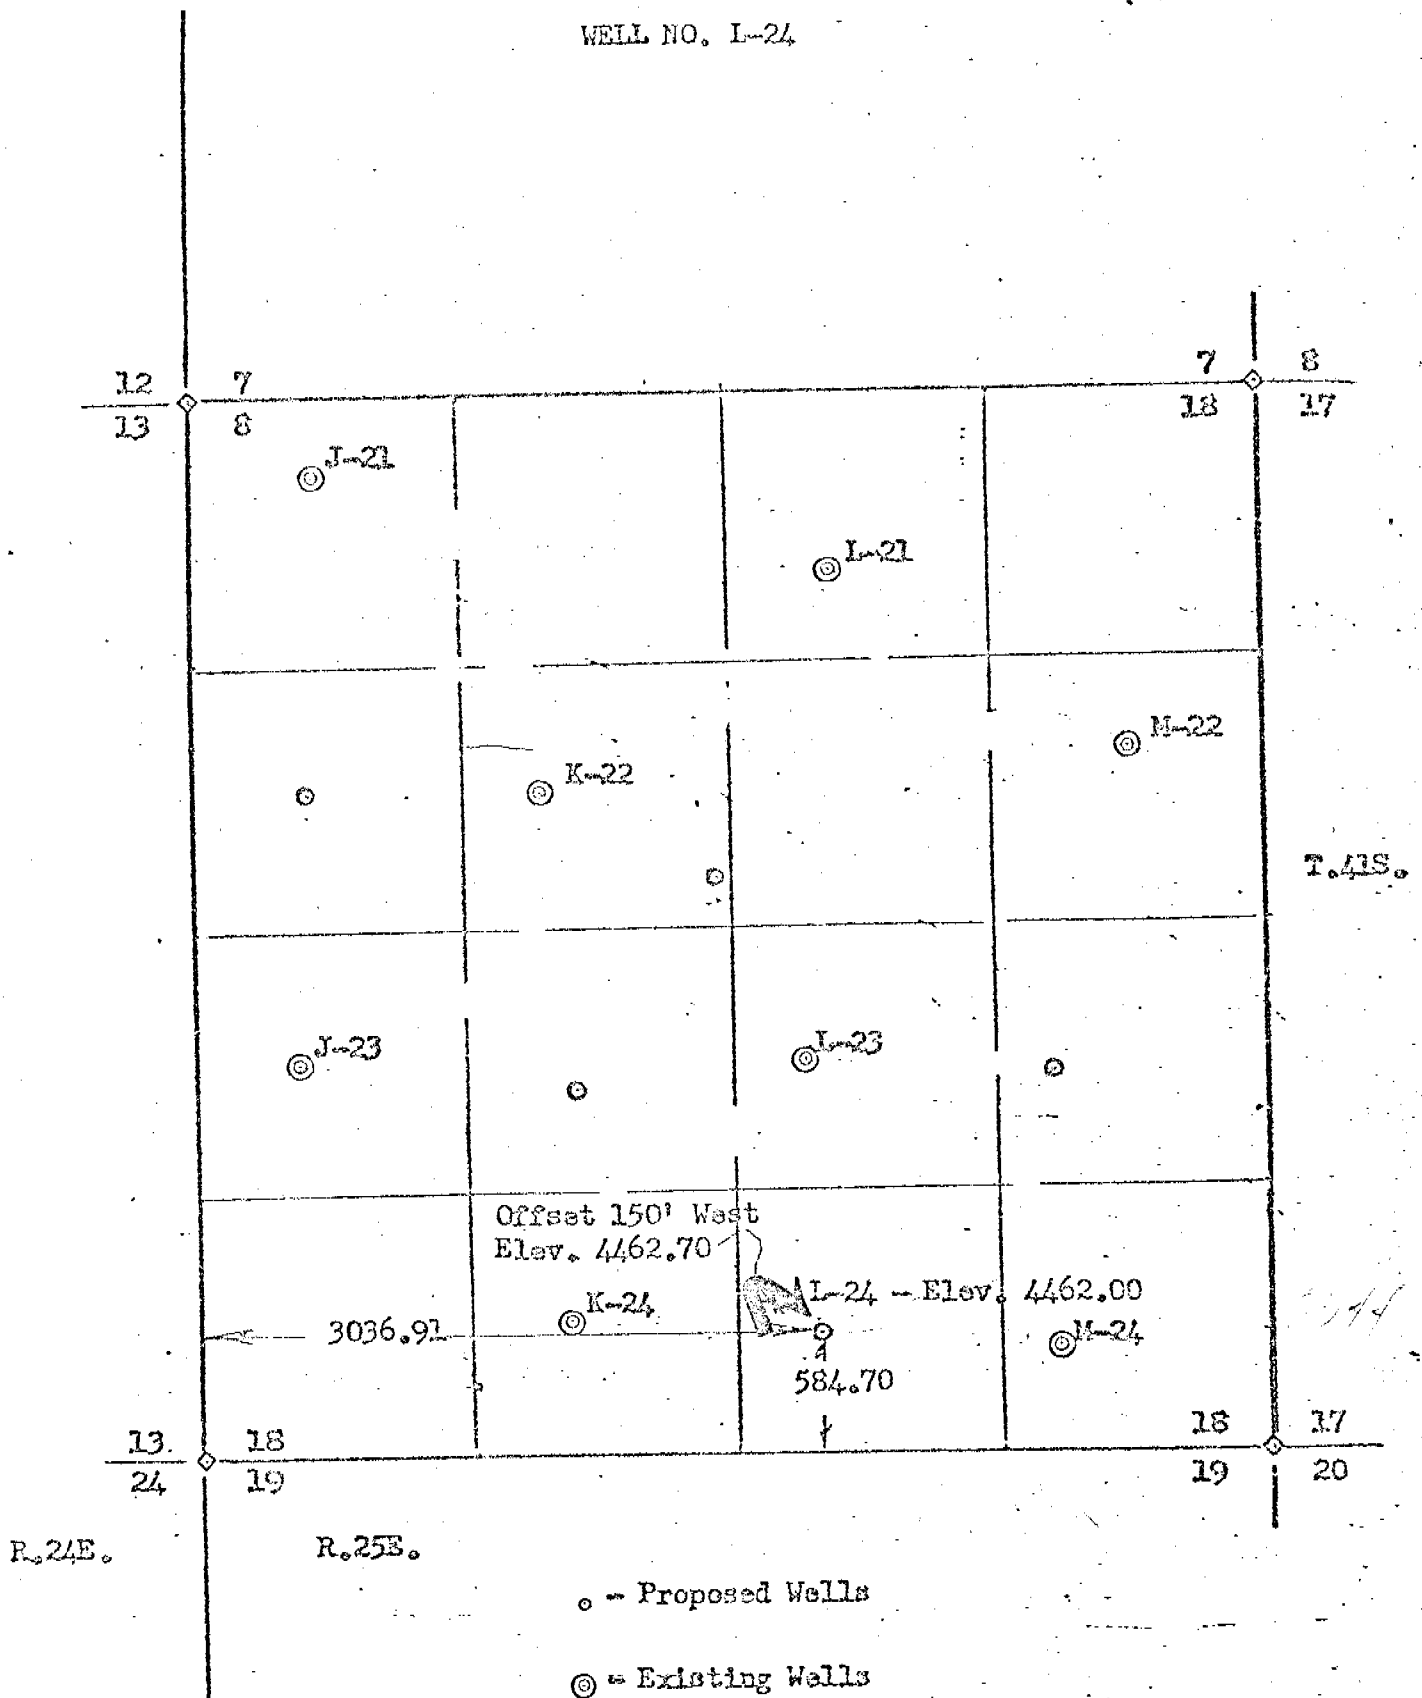 WELL NO. L-24
12 7
13 8
7 8
18 17
J-21
L-21
M-22
K-22
T.41S.
J-23
L-23
Offset 150' West
Elev. 4462.70
L-24 - Elev. 4462.00
K-24
3036.91
M-24
584.70
13 18
24 19
18 17
19 20
R.24E.
R.25E.
- Proposed Wells
- Existing Wells